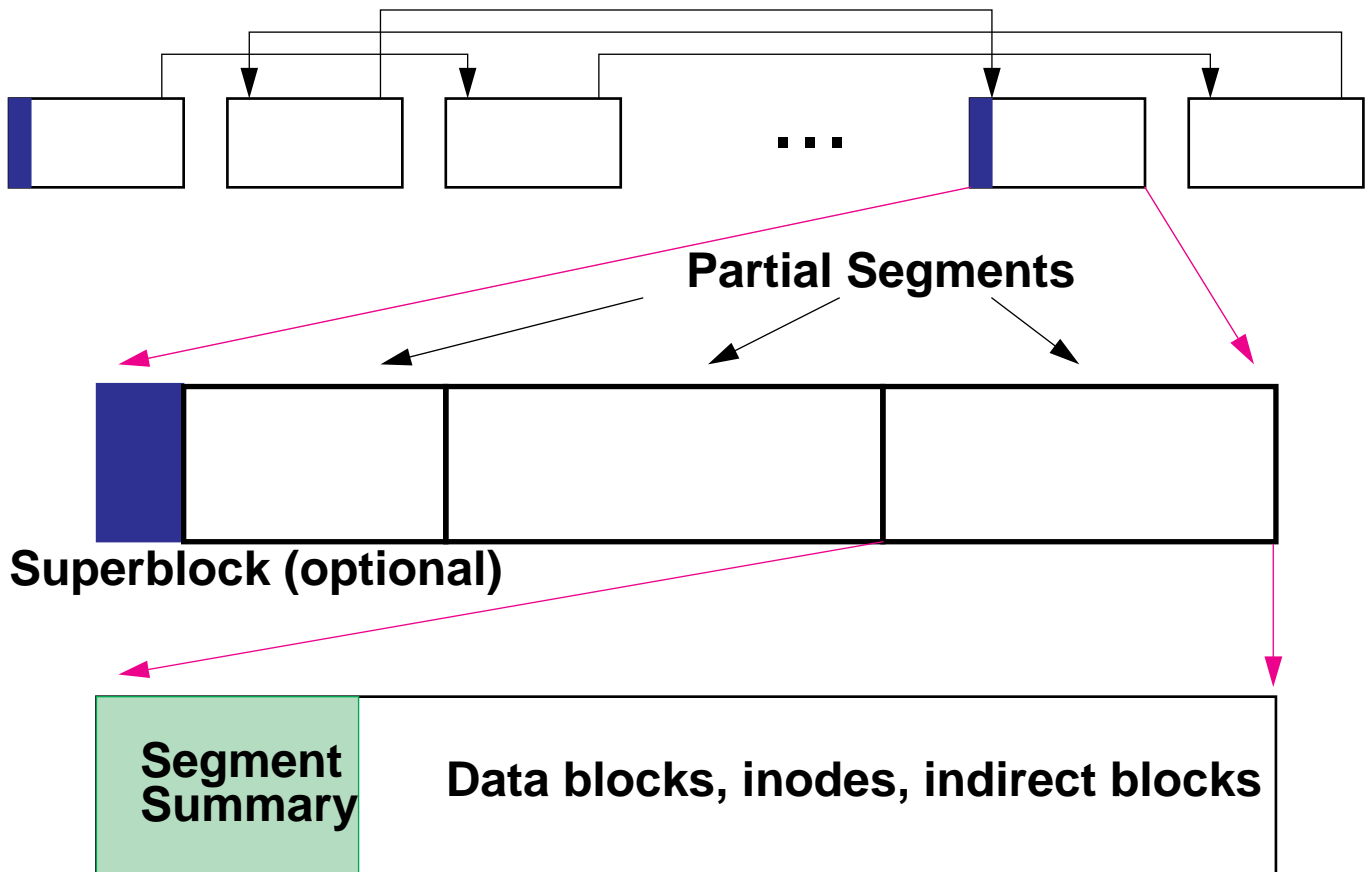 Partial Segments
Superblock (optional)
Segment
Summary
Data blocks, inodes, indirect blocks